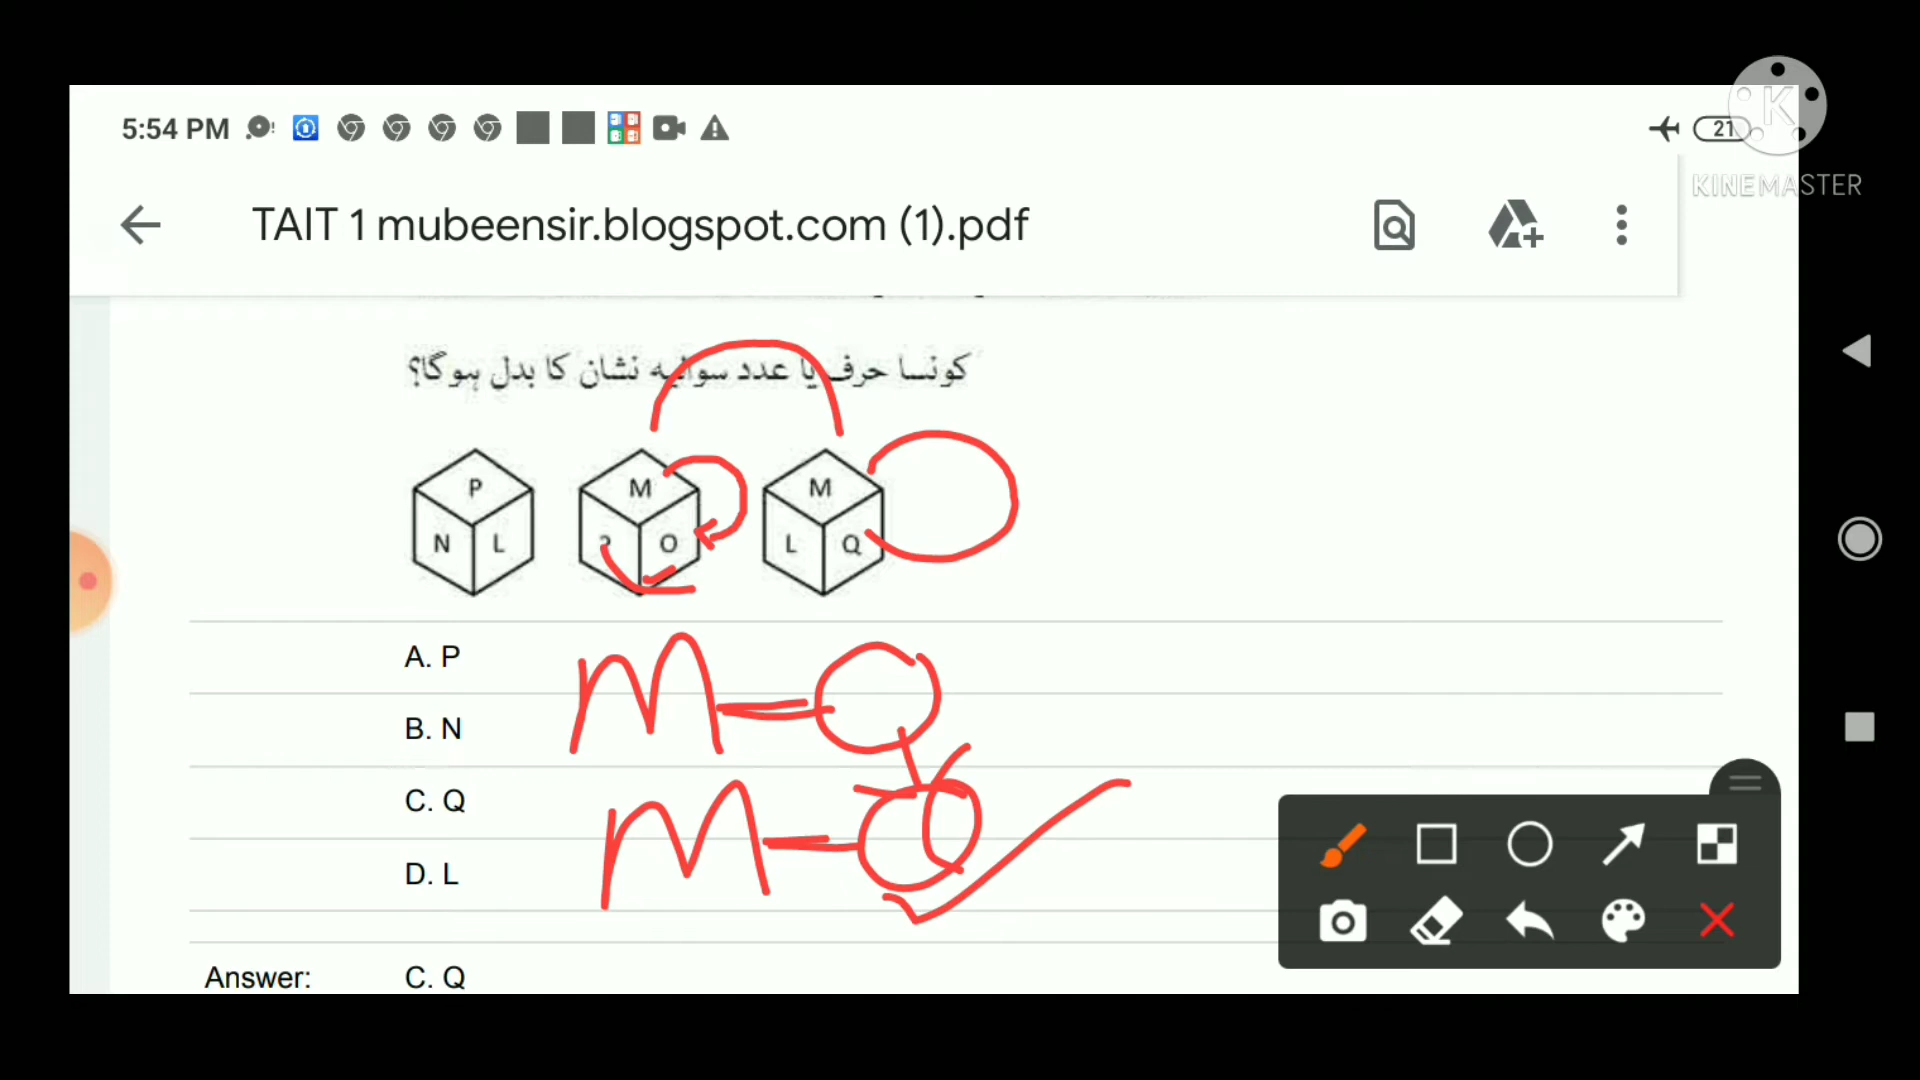 5:54 PM
21
K
KINEMASTER
TAIT 1 mubeensir.blogspot.com (1).pdf
کونسا حرف یا عدد سوالیہ نشان کا بدل ہوگا؟
P
N L
M
? O
M
L Q
A. P
B. N
C. Q
D. L
M = O
M = Q
Answer: C. Q